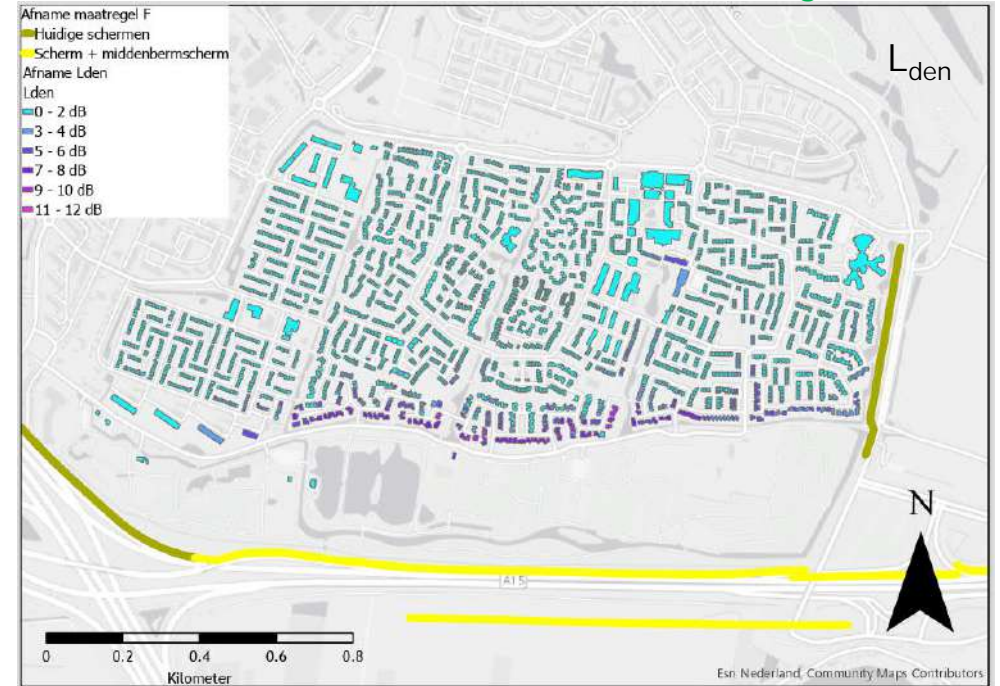 Afname maatregel F
Huidige schermen
Scherm + middenbermscherm
Afname Lden
Lden
0 - 2 dB
3 - 4 dB
5 - 6 dB
7 - 8 dB
9 - 10 dB
11 - 12 dB
Lden
N
A15
0 0.2 0.4 0.6 0.8
Kilometer
Esri Nederland, Community Maps Contributors